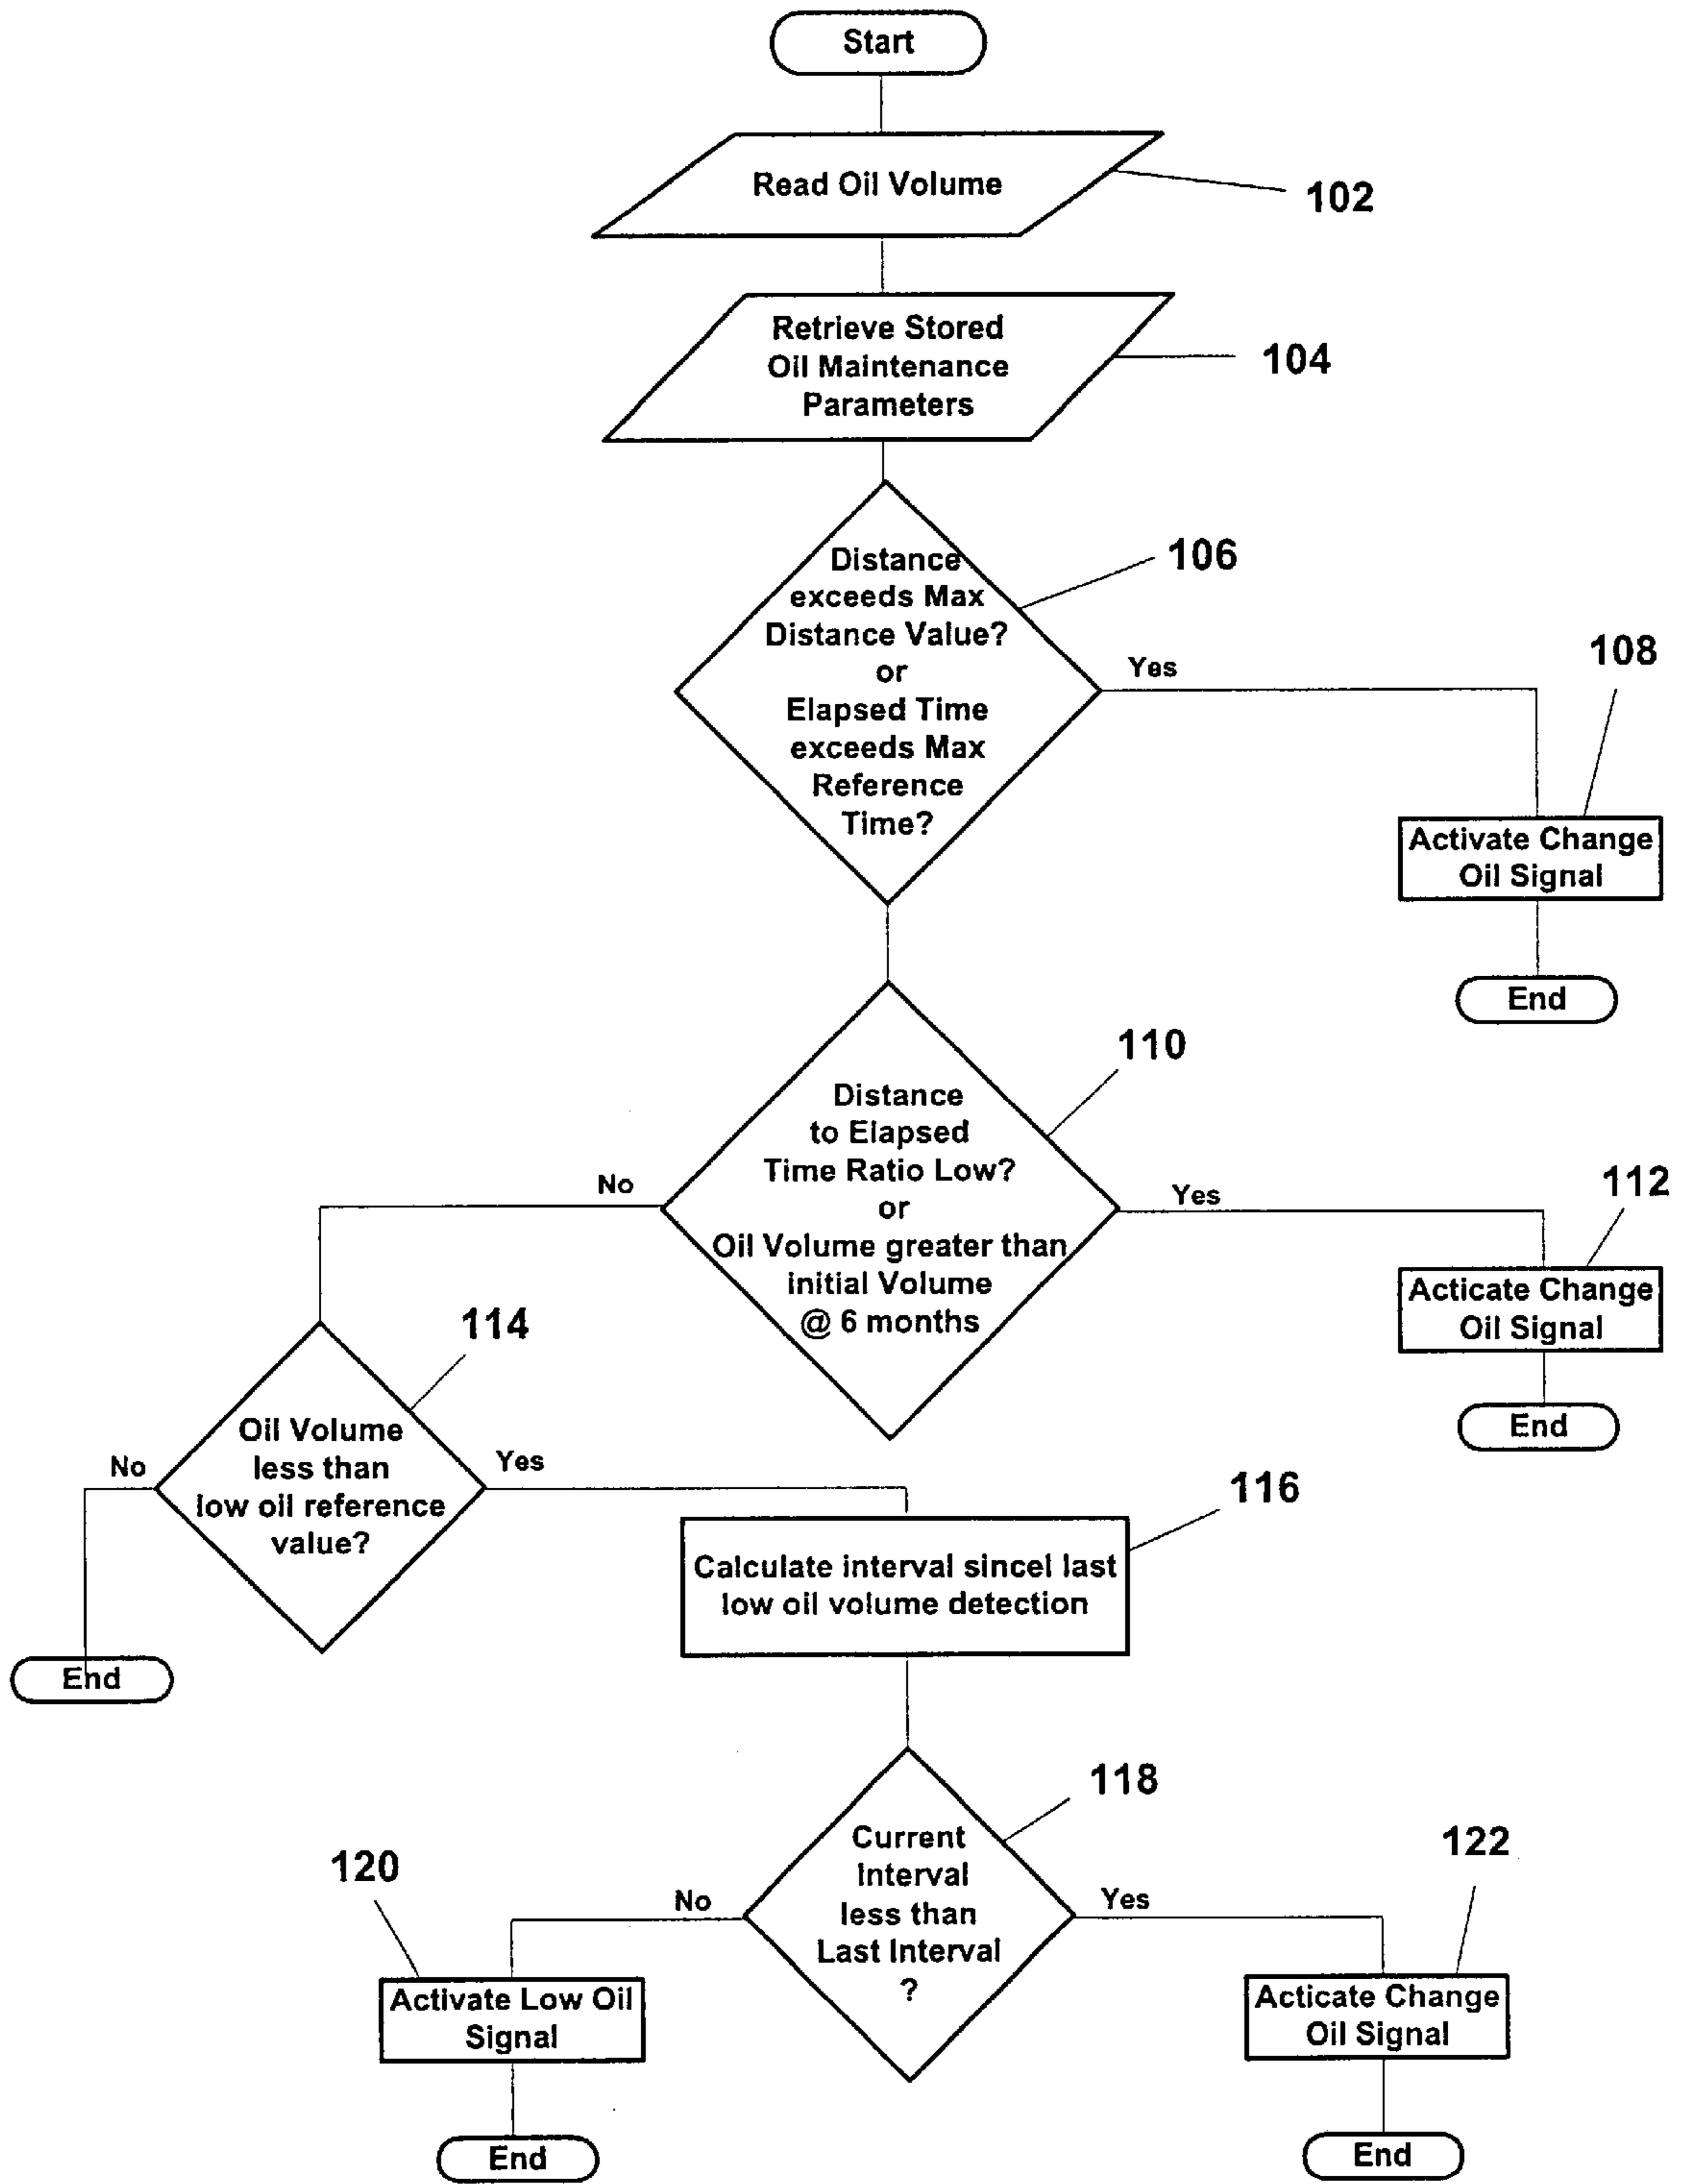 Start
Read Oil Volume
102
Retrieve Stored
Oil Maintenance
Parameters
104
Distance
exceeds Max
Distance Value?
or
Elapsed Time
exceeds Max
Reference
Time?
106
Yes
108
Activate Change
Oil Signal
End
110
Distance
to Elapsed
Time Ratio Low?
or
Oil Volume greater than
initial Volume
@ 6 months
No
Yes
112
Acticate Change
Oil Signal
End
114
Oil Volume
less than
low oil reference
value?
No
Yes
End
116
Calculate interval sincel last
low oil volume detection
118
Current
Interval
less than
Last Interval
?
No
Yes
120
Activate Low Oil
Signal
End
122
Acticate Change
Oil Signal
End